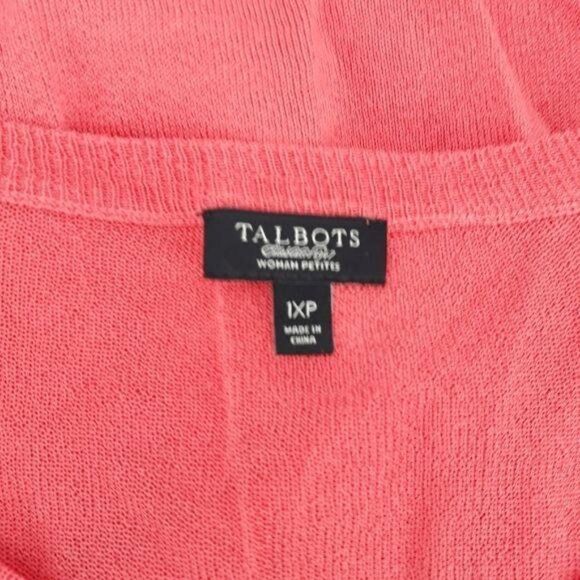 TALBOTS
WOMAN PETITES
1XP
MADE IN
CHINA